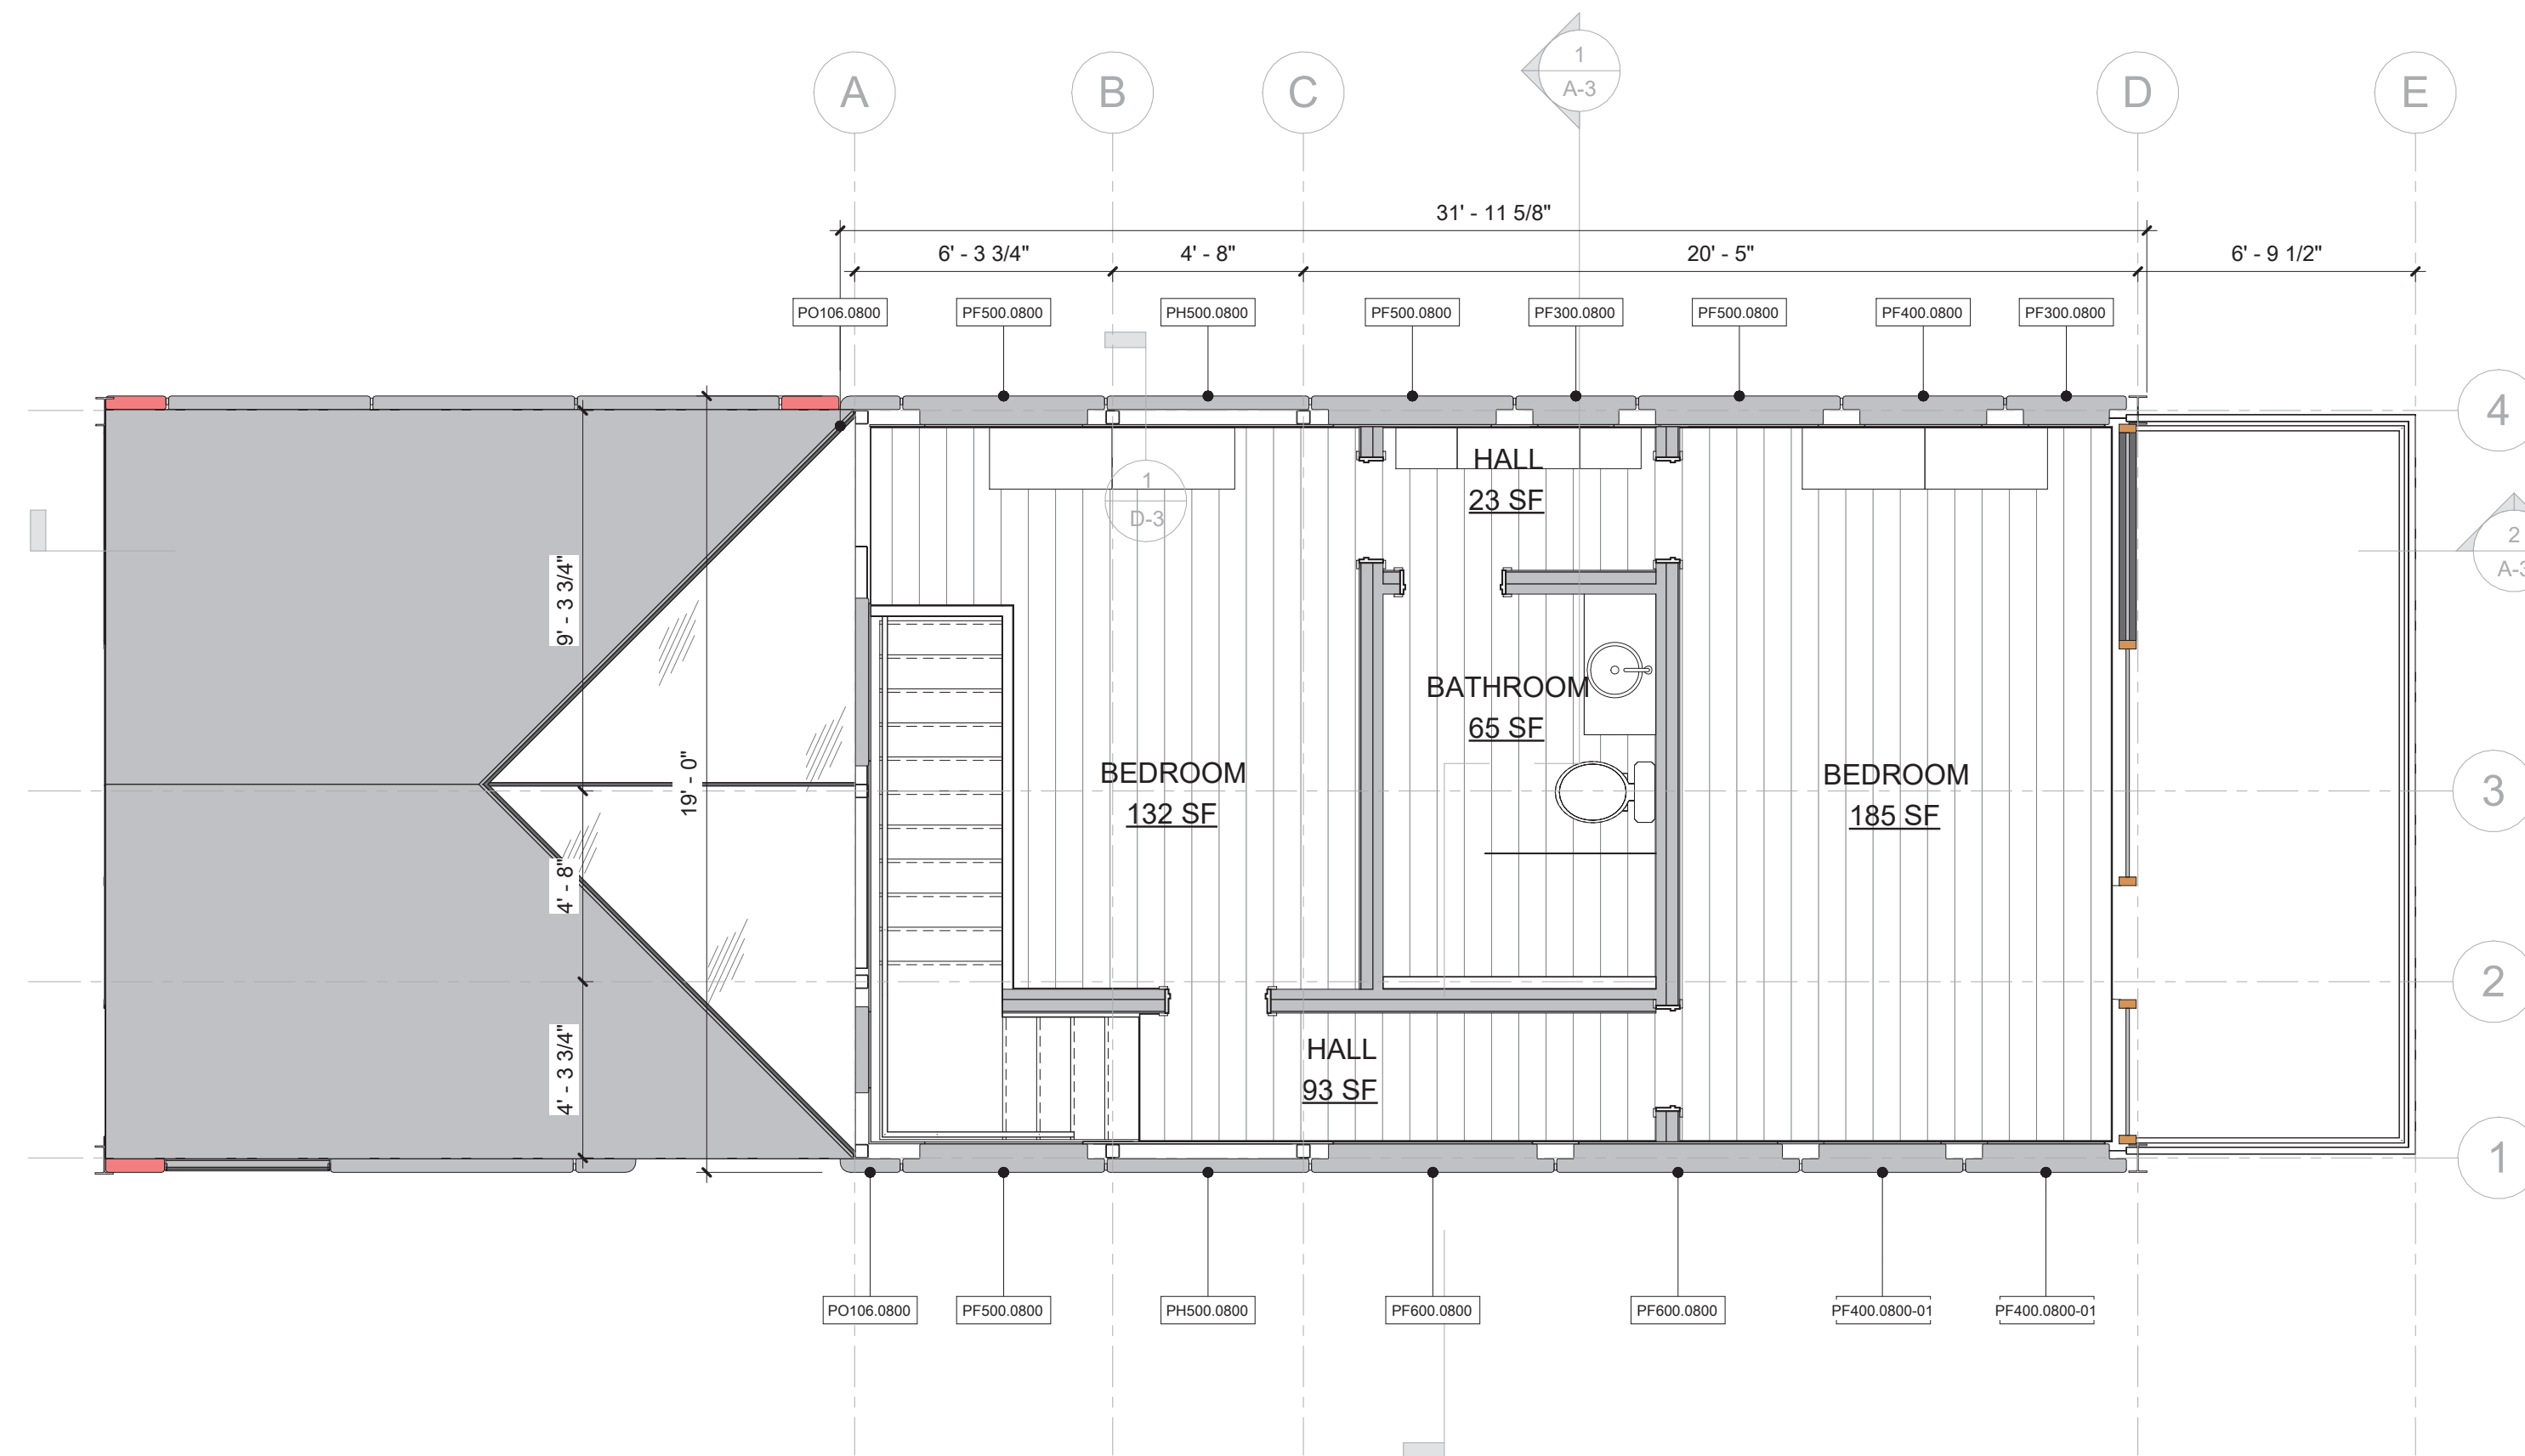 A
B
C
1
A-3
D
E
31' - 11 5/8"
6' - 3 3/4"
4' - 8"
20' - 5"
6' - 9 1/2"
PO106.0800
PF500.0800
PH500.0800
PF500.0800
PF300.0800
PF500.0800
PF400.0800
PF300.0800
4
HALL
23 SF
1
D-3
2
A-3
9' - 3 3/4"
19' - 0"
4' - 8"
4' - 3 3/4"
BATHROOM
65 SF
BEDROOM
132 SF
BEDROOM
185 SF
3
2
HALL
93 SF
1
PO106.0800
PF500.0800
PH500.0800
PF600.0800
PF600.0800
PF400.0800-01
PF400.0800-01